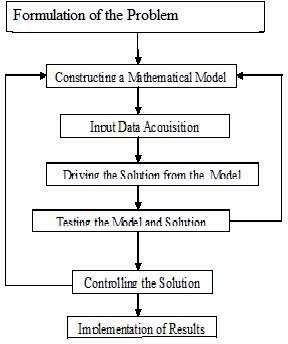 Formulation of the Problem
Constructing a Mathematical Model
Input Data Acquisition
Driving the Solution from the Model
Testing the Model and Solution
Controlling the Solution
Implementation of Results